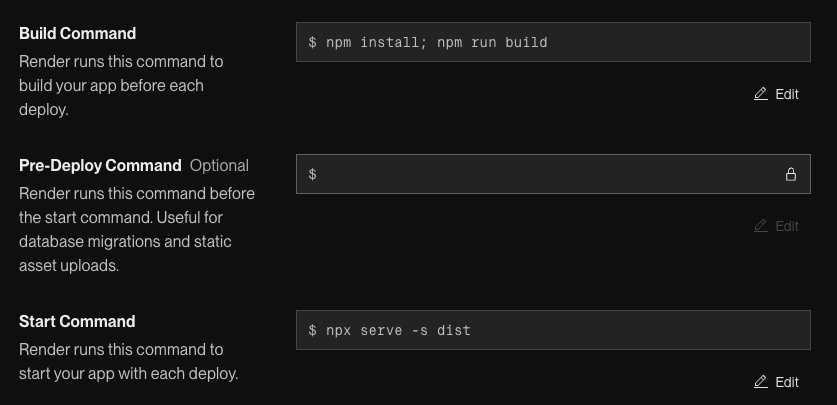 Build Command
$ npm install; npm run build
Render runs this command to
build your app before each
deploy.
Edit
Pre-Deploy Command Optional
$
Render runs this command before
the start command. Useful for
database migrations and static
asset uploads.
Edit
Start Command
$ npx serve -s dist
Render runs this command to
start your app with each deploy.
Edit